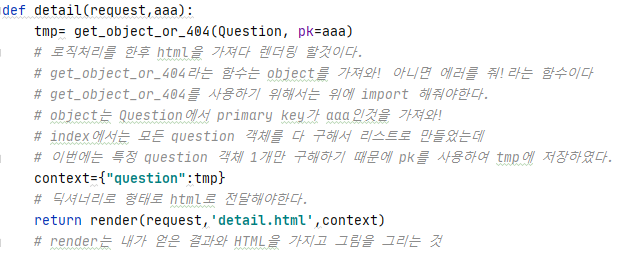 def detail(request,aaa):
    tmp= get_object_or_404(Question, pk=aaa)
    # 로직처리를 한후 html을 가져다 렌더링 할것이다.
    # get_object_or_404라는 함수는 object를 가져와! 아니면 에러를 줘!라는 함수이다
    # get_object_or_404를 사용하기 위해서는 위에 import 해줘야한다.
    # object는 Question에서 primary key가 aaa인것을 가져와!
    # index에서는 모든 question 객체를 다 구해서 리스트로 만들었는데
    # 이번에는 특정 question 객체 1개만 구해하기 때문에 pk를 사용하여 tmp에 저장하였다.
    context={"question":tmp}
    # 딕셔너리로 형태로 html로 전달해야한다.
    return render(request,'detail.html',context)
    # render는 내가 얻은 결과와 HTML을 가지고 그림을 그리는 것